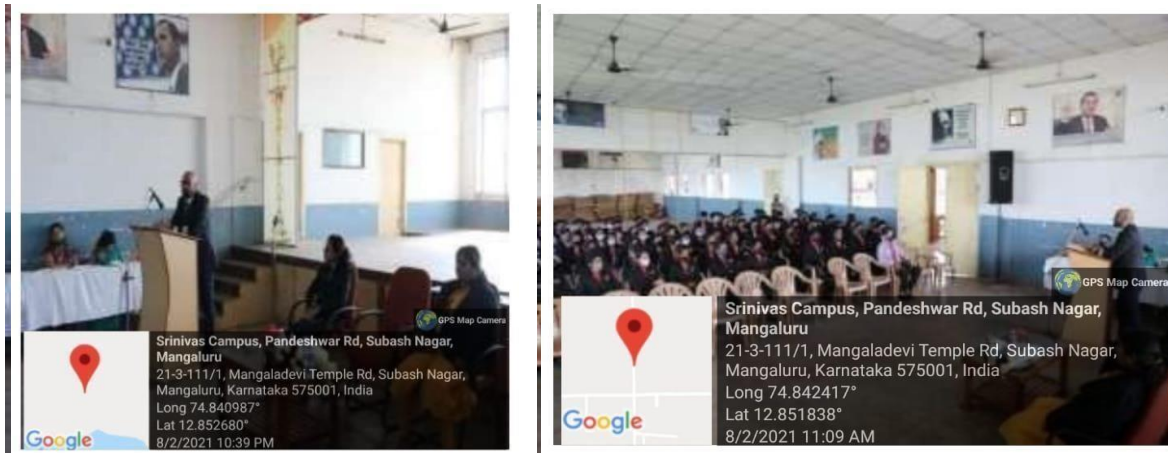 GPS Map Camera
Srinivas Campus, Pandeshwar Rd, Subash Nagar,
Mangaluru
21-3-111/1, Mangaladevi Temple Rd, Subash Nagar,
Mangaluru, Karnataka 575001, India
Long 74.840987°
Lat 12.852680°
8/2/2021 10:39 PM
Google
GPS Map Camera
Srinivas Campus, Pandeshwar Rd, Subash Nagar,
Mangaluru
21-3-111/1, Mangaladevi Temple Rd, Subash Nagar,
Mangaluru, Karnataka 575001, India
Long 74.842417°
Lat 12.851838°
8/2/2021 11:09 AM
Google